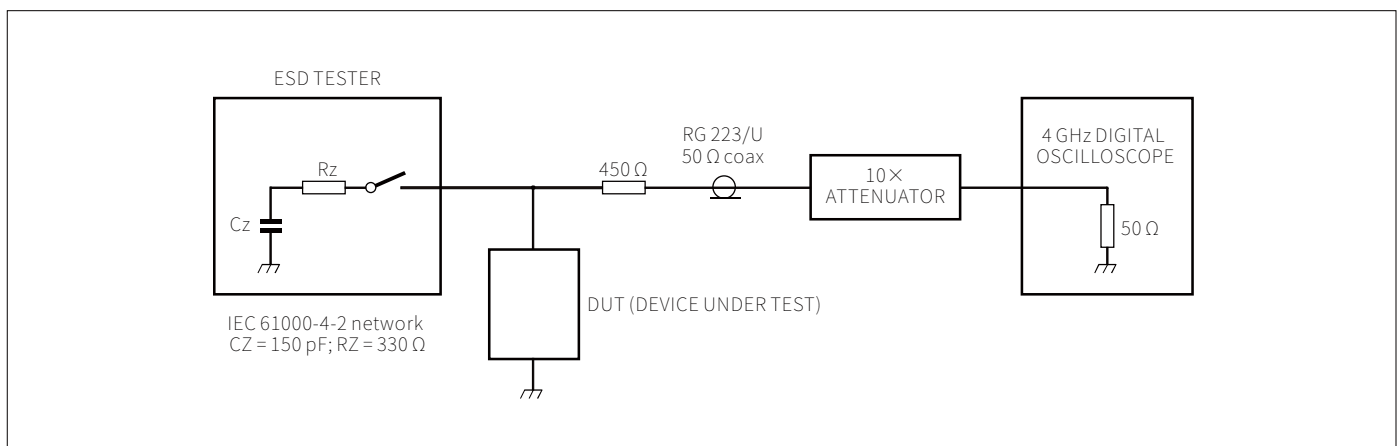 ESD TESTER
Rz
Cz
IEC 61000-4-2 network
CZ = 150 pF; RZ = 330 Ω
450 Ω
RG 223/U
50 Ω coax
10×
ATTENUATOR
4 GHz DIGITAL
OSCILLOSCOPE
50 Ω
DUT (DEVICE UNDER TEST)